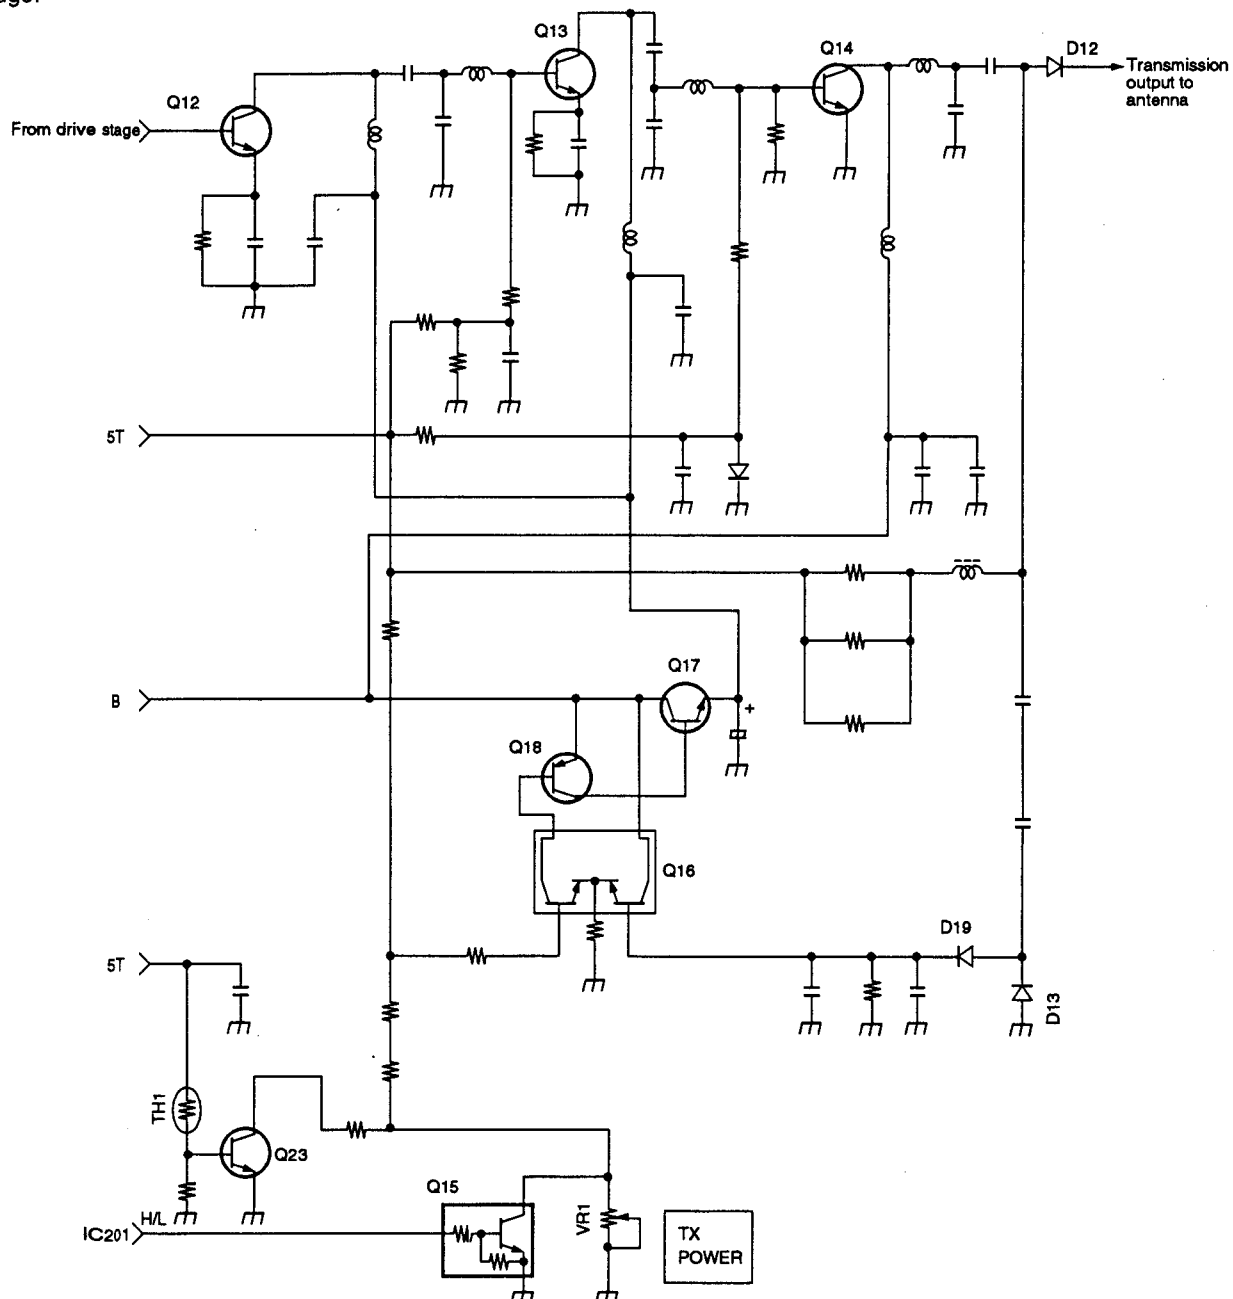 Q13
Q14
D12
Transmission
output to
antenna
Q12
From drive stage
5T
B
Q17
+
Q18
Q16
D19
5T
D13
TH1
Q23
Q15
VR1
H/L
IC201
TX
POWER